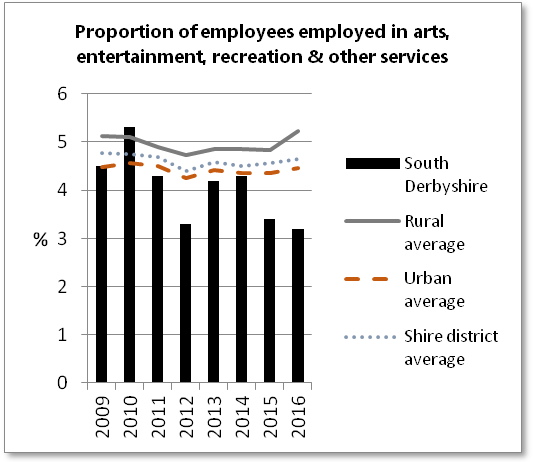 Proportion of employees employed in arts,
entertainment, recreation & other services
6
5
4
3
2
1
0
%
2009
2010
2011
2012
2013
2014
2015
2016
South
Derbyshire
Rural
average
Urban
average
Shire district
average